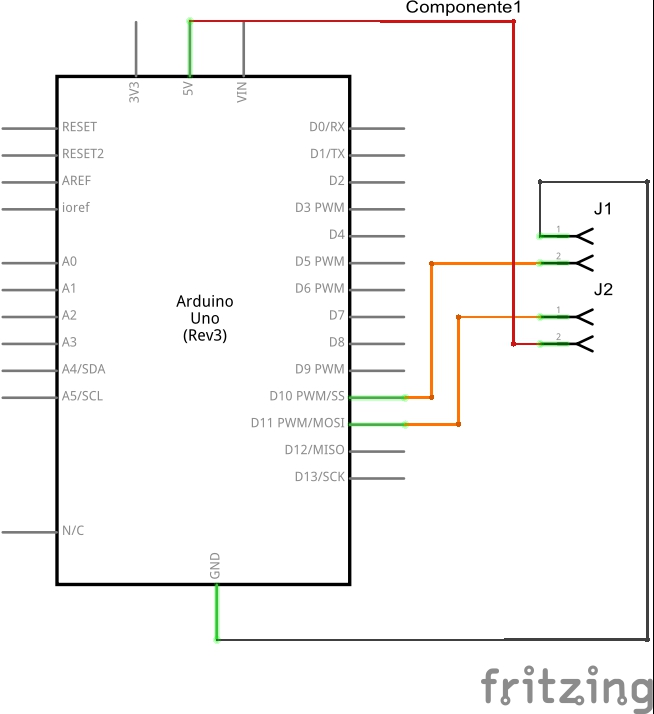 Componente1
3V3
5V
VIN
RESET
RESET2
AREF
ioref
A0
A1
A2
A3
A4/SDA
A5/SCL
N/C
Arduino
Uno
(Rev3)
D0/RX
D1/TX
D2
D3 PWM
D4
D5 PWM
D6 PWM
D7
D8
D9 PWM
D10 PWM/SS
D11 PWM/MOSI
D12/MISO
D13/SCK
GND
J1
1
2
J2
1
2
fritzing